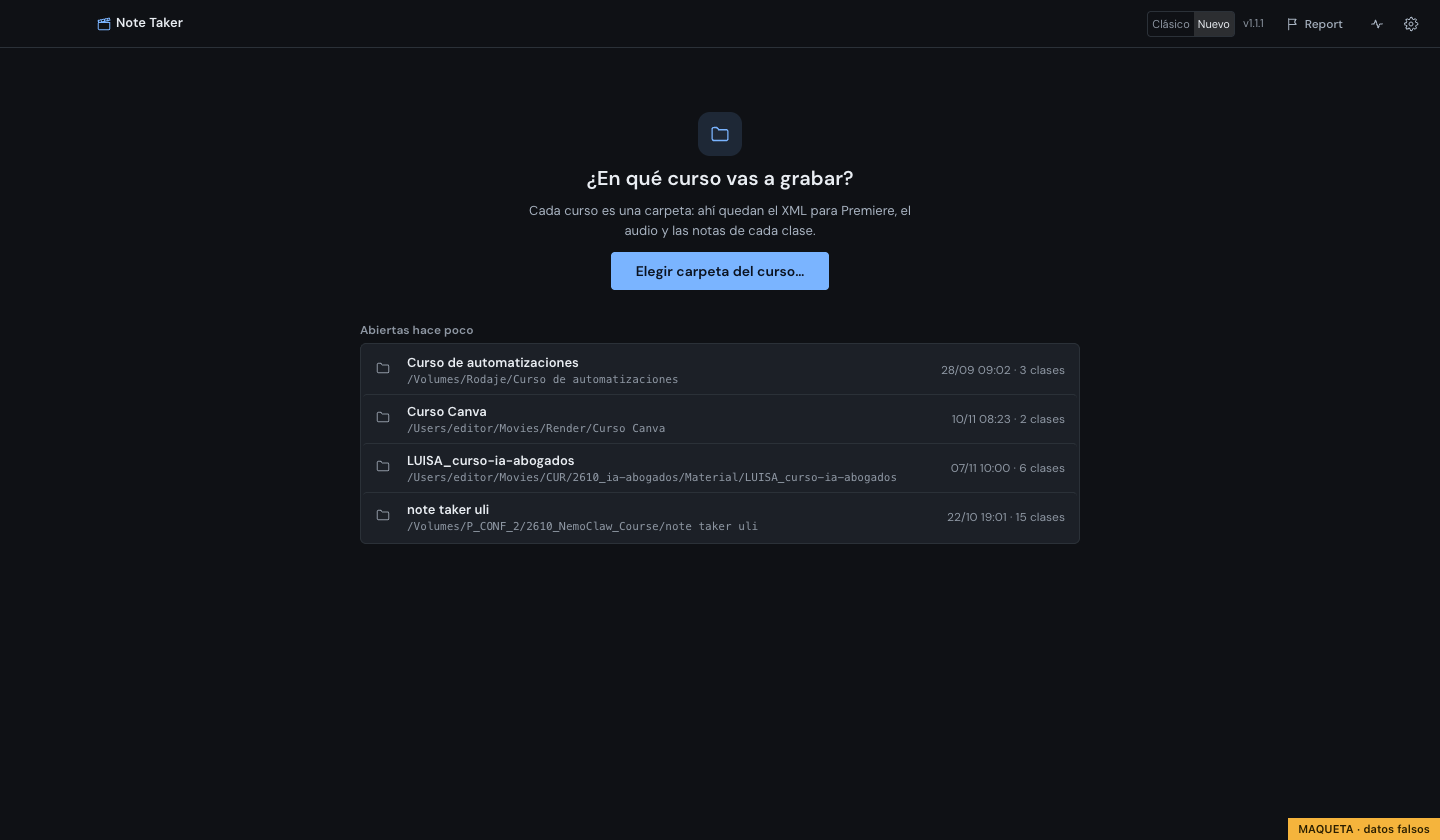 Note Taker
Clásico Nuevo v1.1.1 Report
¿En qué curso vas a grabar?
Cada curso es una carpeta: ahí quedan el XML para Premiere, el
audio y las notas de cada clase.
Elegir carpeta del curso…
Abiertas hace poco
Curso de automatizaciones
/Volumes/Rodaje/Curso de automatizaciones
28/09 09:02 · 3 clases
Curso Canva
/Users/editor/Movies/Render/Curso Canva
10/11 08:23 · 2 clases
LUISA_curso-ia-abogados
/Users/editor/Movies/CUR/2610_ia-abogados/Material/LUISA_curso-ia-abogados
07/11 10:00 · 6 clases
note taker uli
/Volumes/P_CONF_2/2610_NemoClaw_Course/note taker uli
22/10 19:01 · 15 clases
MAQUETA · datos falsos